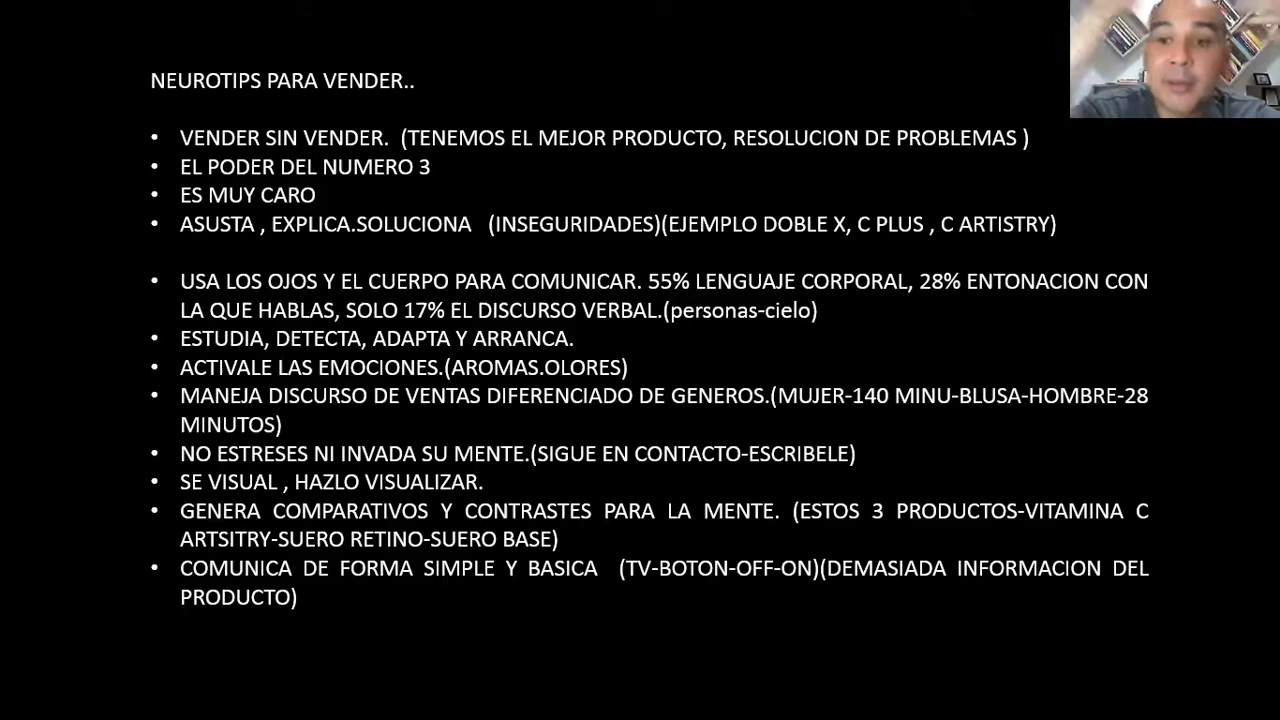 NEUROTIPS PARA VENDER..
• VENDER SIN VENDER. (TENEMOS EL MEJOR PRODUCTO, RESOLUCION DE PROBLEMAS )
• EL PODER DEL NUMERO 3
• ES MUY CARO
• ASUSTA , EXPLICA.SOLUCIONA (INSEGURIDADES)(EJEMPLO DOBLE X, C PLUS , C ARTISTRY)
• USA LOS OJOS Y EL CUERPO PARA COMUNICAR. 55% LENGUAJE CORPORAL, 28% ENTONACION CON
LA QUE HABLAS, SOLO 17% EL DISCURSO VERBAL.(personas-cielo)
• ESTUDIA, DETECTA, ADAPTA Y ARRANCA.
• ACTIVALE LAS EMOCIONES.(AROMAS.OLORES)
• MANEJA DISCURSO DE VENTAS DIFERENCIADO DE GENEROS.(MUJER-140 MINU-BLUSA-HOMBRE-28
MINUTOS)
• NO ESTRESES NI INVADA SU MENTE.(SIGUE EN CONTACTO-ESCRIBELE)
• SE VISUAL , HAZLO VISUALIZAR.
• GENERA COMPARATIVOS Y CONTRASTES PARA LA MENTE. (ESTOS 3 PRODUCTOS-VITAMINA C
ARTSITRY-SUERO RETINO-SUERO BASE)
• COMUNICA DE FORMA SIMPLE Y BASICA (TV-BOTON-OFF-ON)(DEMASIADA INFORMACION DEL
PRODUCTO)